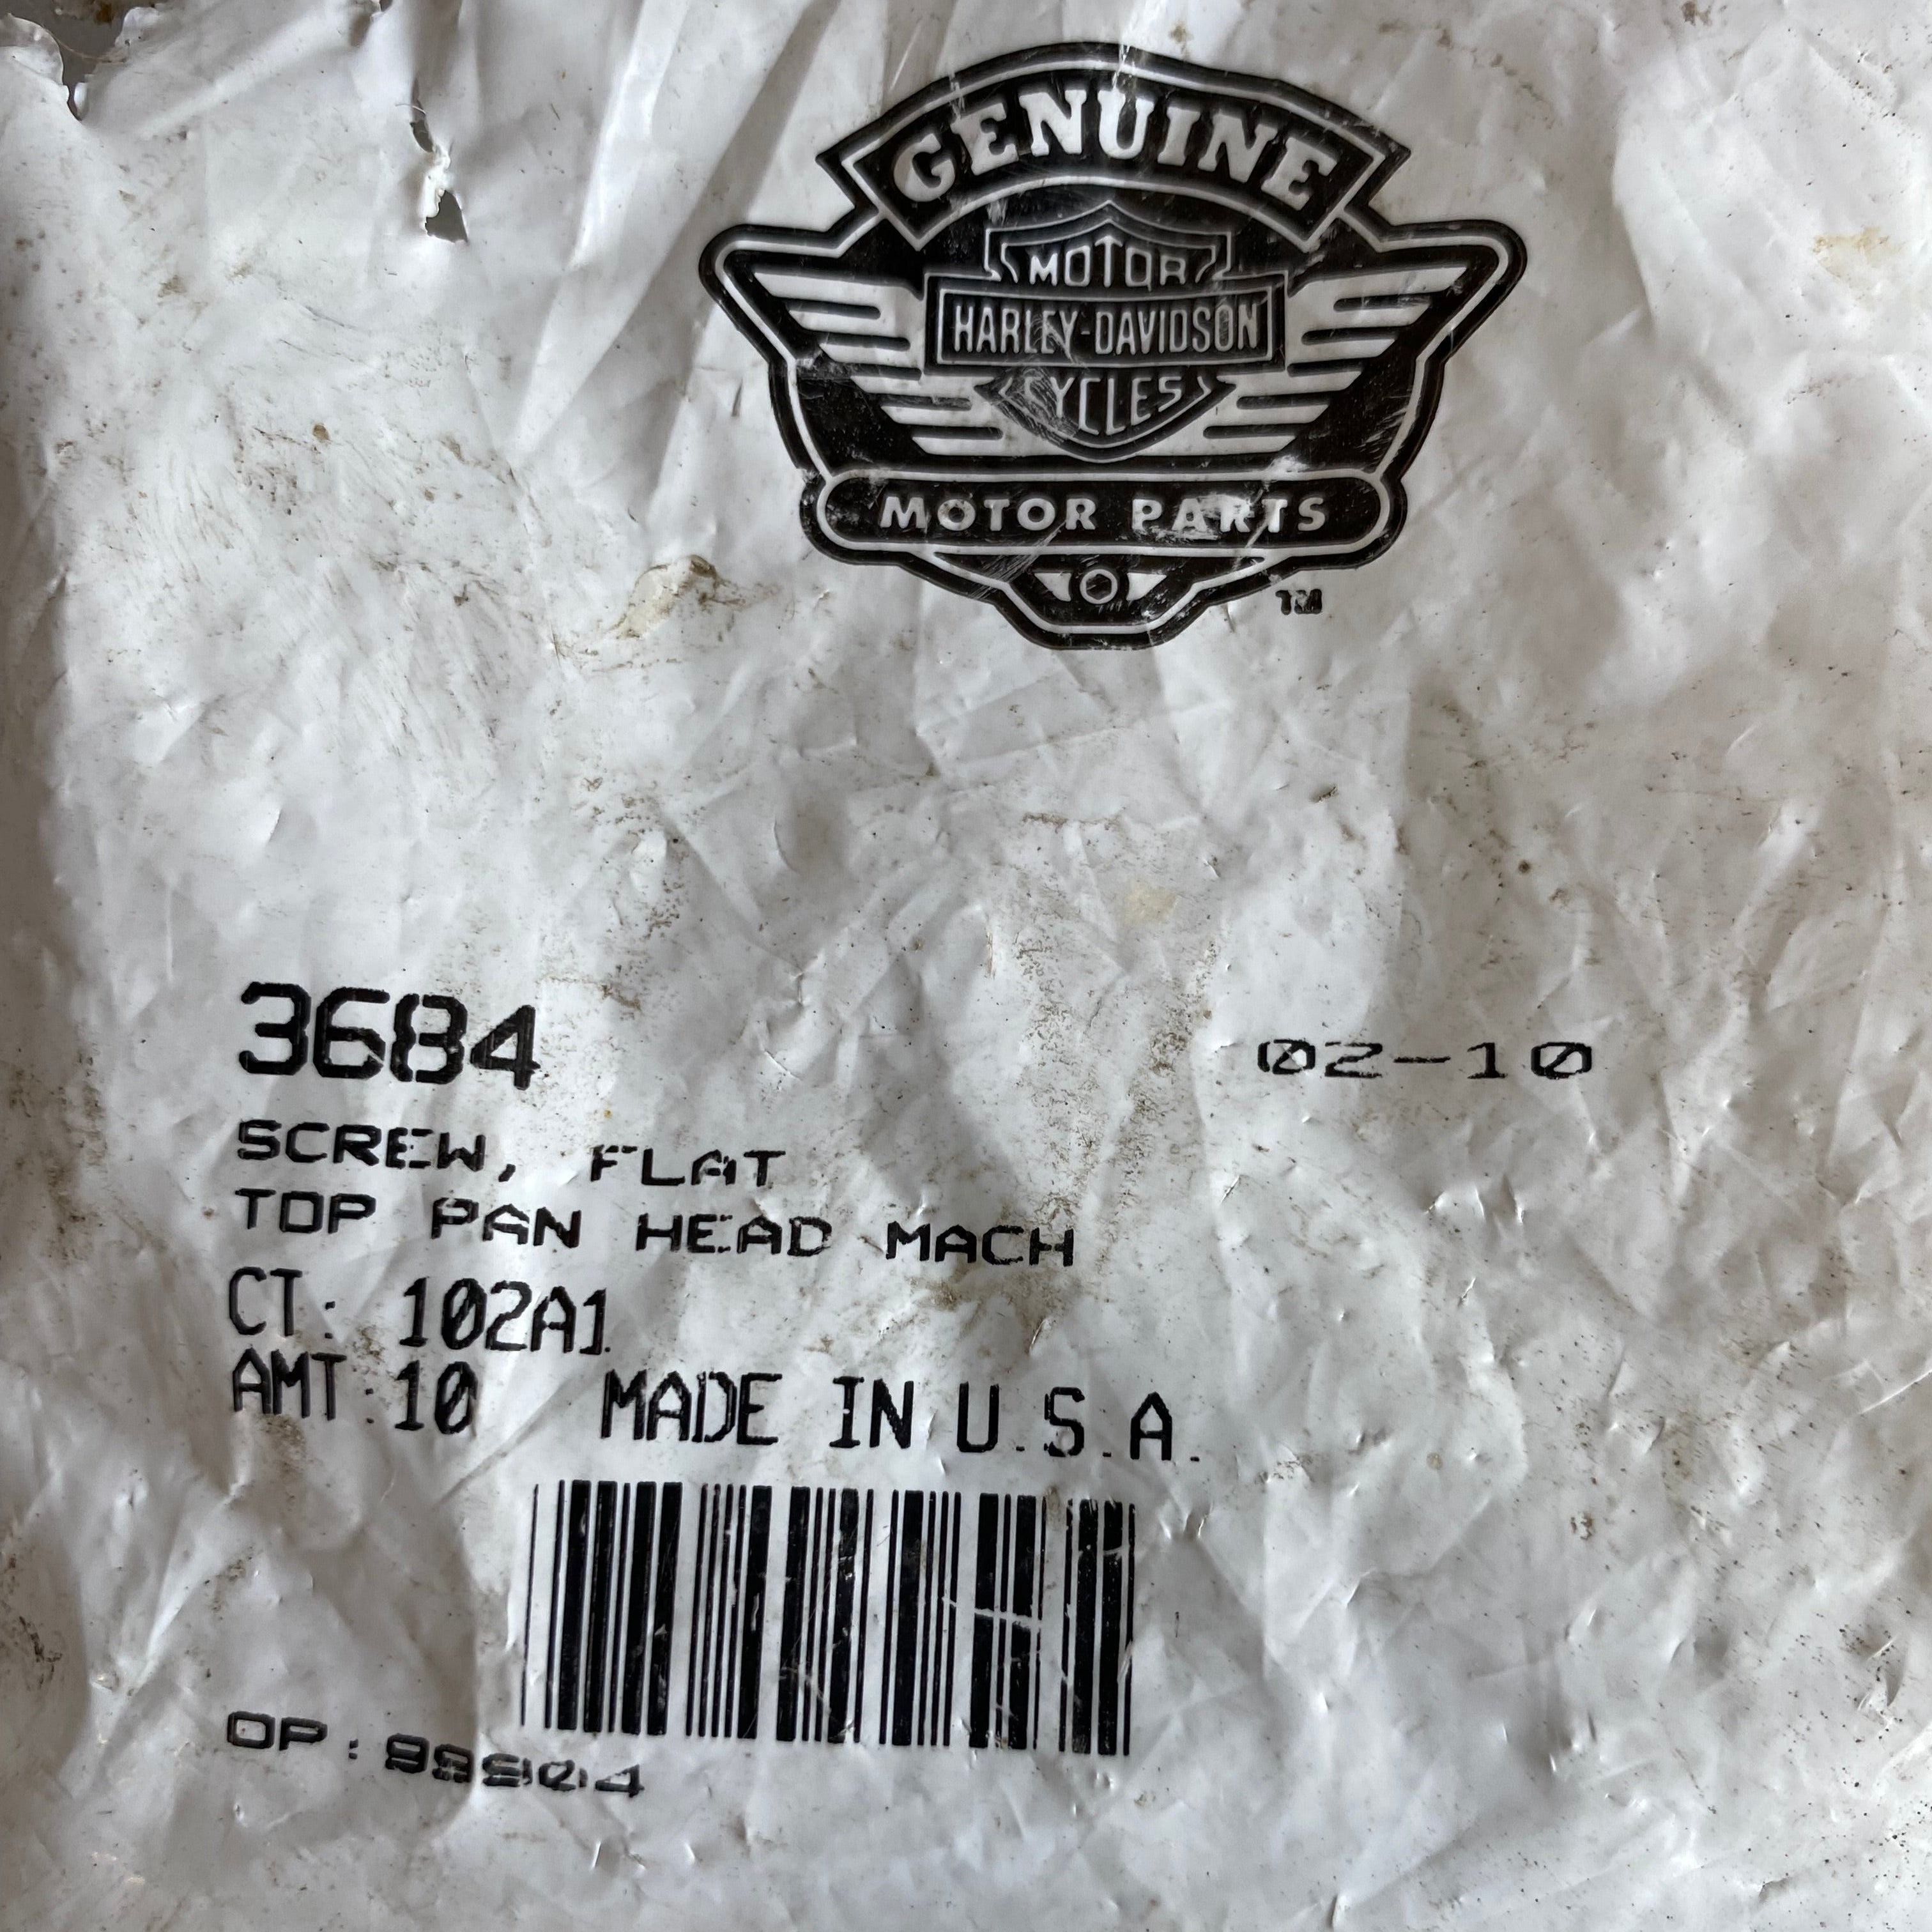 GENUINE
MOTOR
HARLEY-DAVIDSON
CYCLES
MOTOR PARTS
TM
3684 02-10
SCREW, FLAT
TOP PAN HEAD MACH
CT: 102A1
AMT:10 MADE IN U.S.A.
OP: